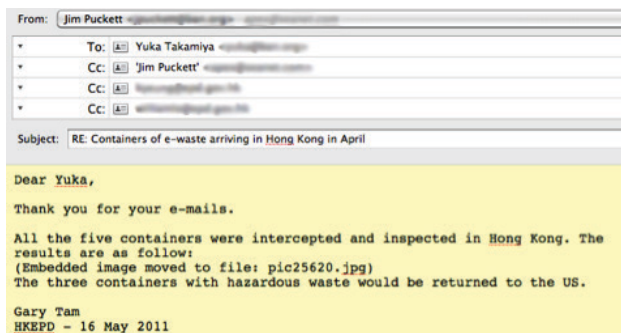 From: Jim Puckett
To: Yuka Takamiya
Cc: 'Jim Puckett'
Cc:
Cc:
Subject: RE: Containers of e-waste arriving in Hong Kong in April
Dear Yuka,
Thank you for your e-mails.
All the five containers were intercepted and inspected in Hong Kong. The
results are as follow:
(Embedded image moved to file: pic25620.jpg)
The three containers with hazardous waste would be returned to the US.
Gary Tam
HKEPD - 16 May 2011